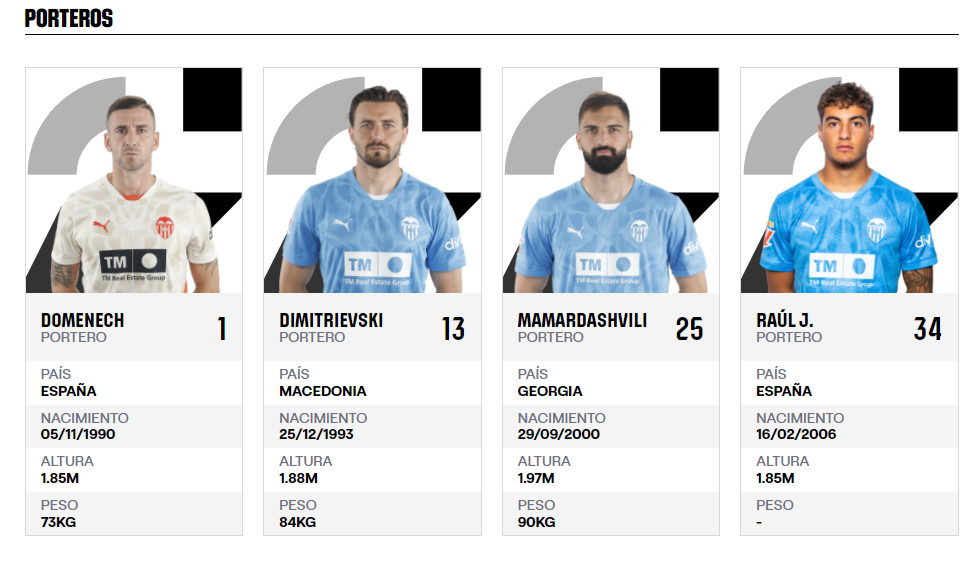 PORTEROS
TM
TM Real Estate Group
DOMENECH
PORTERO
1
PAÍS
ESPAÑA
NACIMIENTO
05/11/1990
ALTURA
1.85M
PESO
73KG
TM
TM Real Estate Group
DIMITRIEVSKI
PORTERO
13
PAÍS
MACEDONIA
NACIMIENTO
25/12/1993
ALTURA
1.88M
PESO
84KG
TM
TM Real Estate Group
MAMARDASHVILI
PORTERO
25
PAÍS
GEORGIA
NACIMIENTO
29/09/2000
ALTURA
1.97M
PESO
90KG
TM
TM Real Estate Group
RAÚL J.
PORTERO
34
PAÍS
ESPAÑA
NACIMIENTO
16/02/2006
ALTURA
1.85M
PESO
-